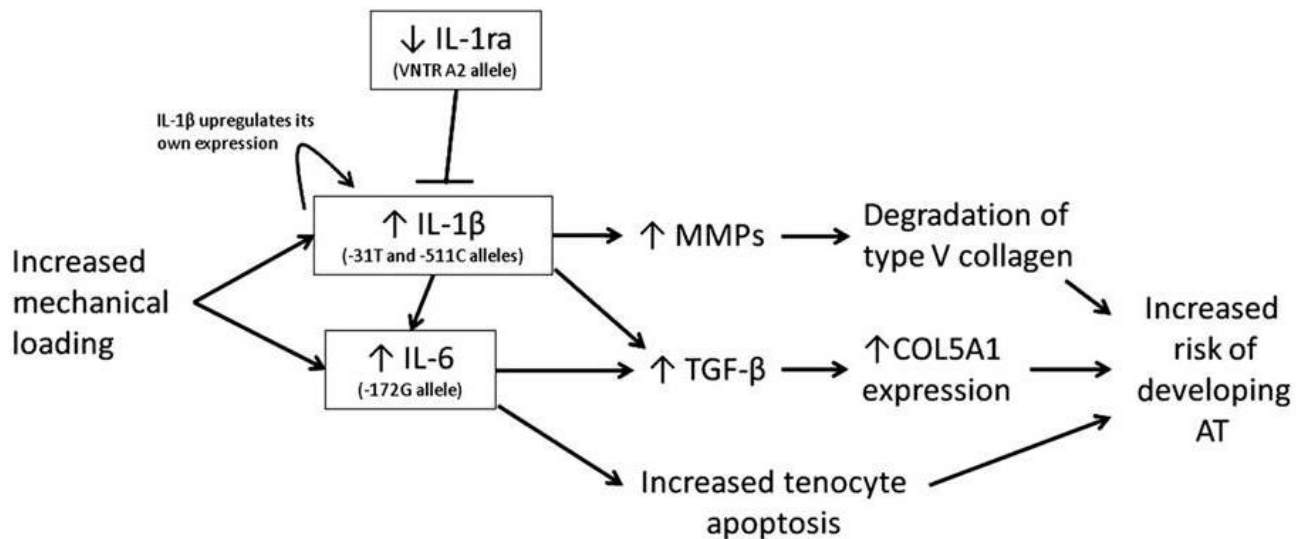 ↓ IL-1ra
(VNTR A2 allele)
IL-1β upregulates its
own expression
↑ IL-1β
(-31T and -511C alleles)
Increased
mechanical
loading
↑ IL-6
(-172G allele)
↑ MMPs
Degradation of
type V collagen
↑ TGF-β
↑COL5A1
expression
Increased tenocyte
apoptosis
Increased
risk of
developing
AT